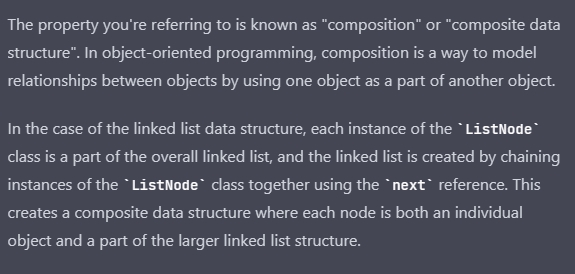 The property you're referring to is known as "composition" or "composite data
structure". In object-oriented programming, composition is a way to model
relationships between objects by using one object as a part of another object.
In the case of the linked list data structure, each instance of the `ListNode`
class is a part of the overall linked list, and the linked list is created by chaining
instances of the `ListNode` class together using the `next` reference. This
creates a composite data structure where each node is both an individual
object and a part of the larger linked list structure.